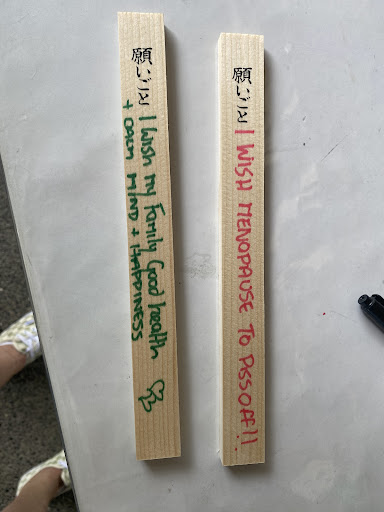 願いごと
I wish my Family Good health
+ CALM MIND + HAPPINESS
願いごと
I WISH MENOPAUSE TO PISS OFF!!